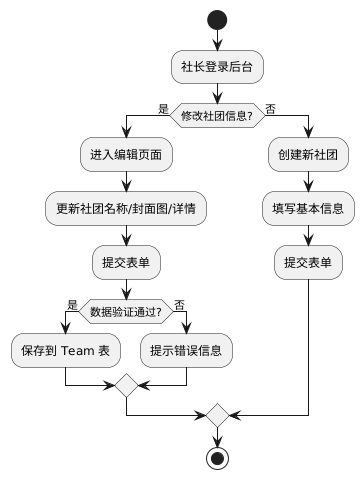 社长登录后台
是
修改社团信息?
否
进入编辑页面
创建新社团
更新社团名称/封面图/详情
填写基本信息
提交表单
提交表单
是
数据验证通过?
否
保存到 Team 表
提示错误信息